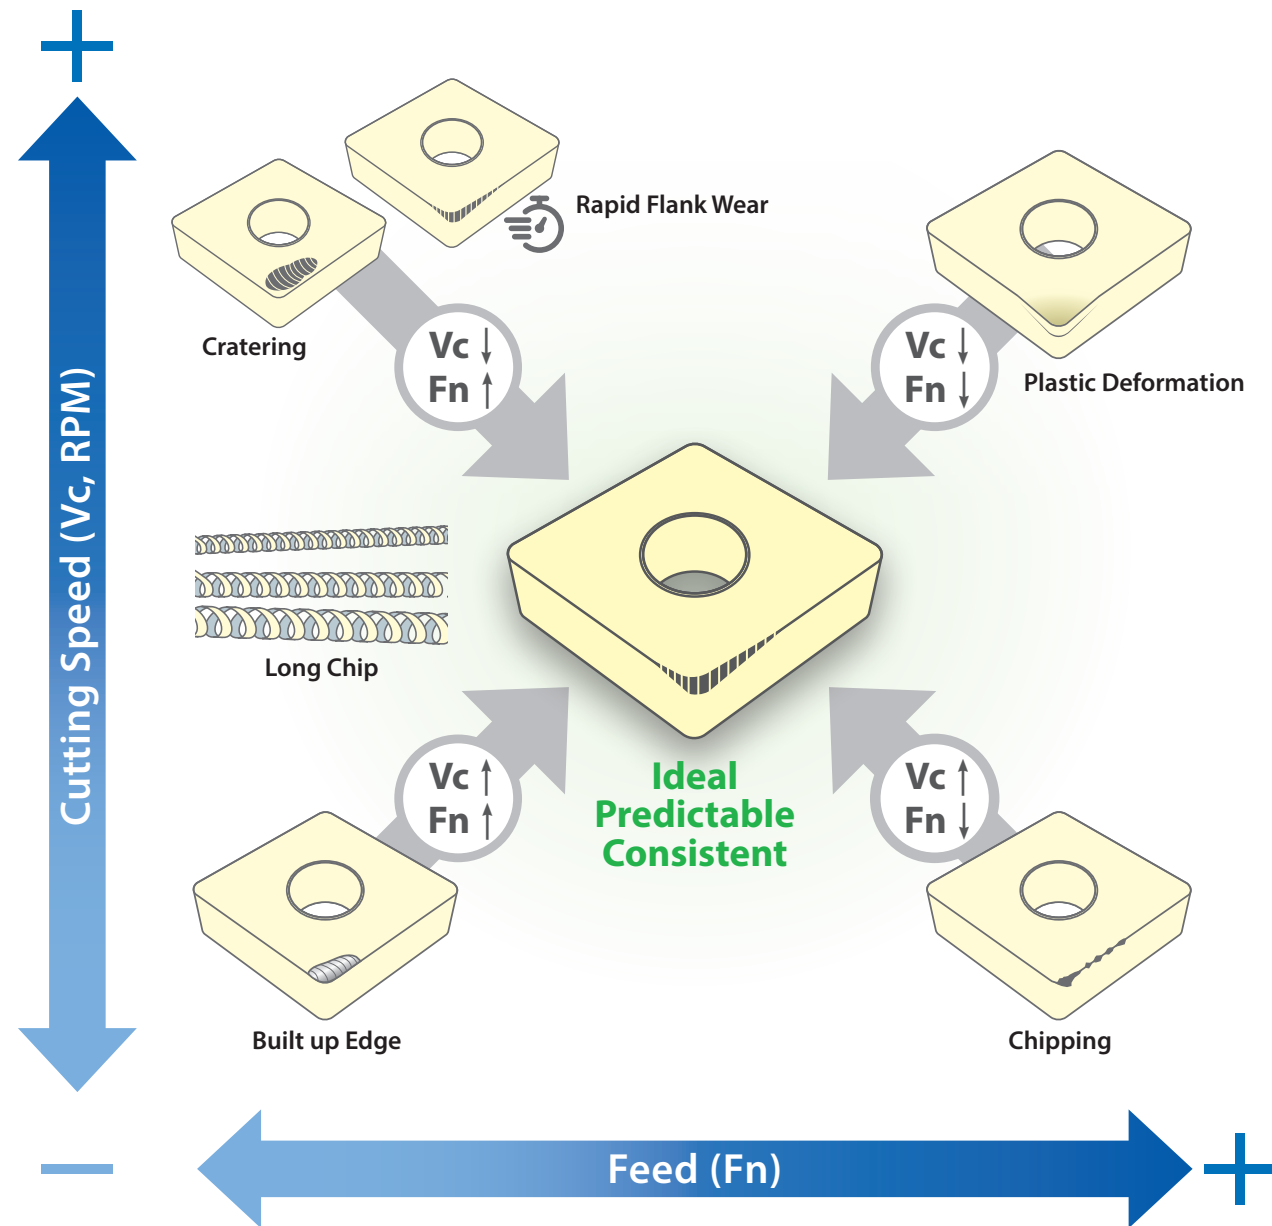 Rapid Flank Wear
Cratering
Vc ↓
Fn ↑
Vc ↓
Fn ↓
Plastic Deformation
Cutting Speed (Vc, RPM)
Long Chip
Ideal
Predictable
Consistent
Vc ↑
Fn ↑
Vc ↑
Fn ↓
Built up Edge
Chipping
Feed (Fn)